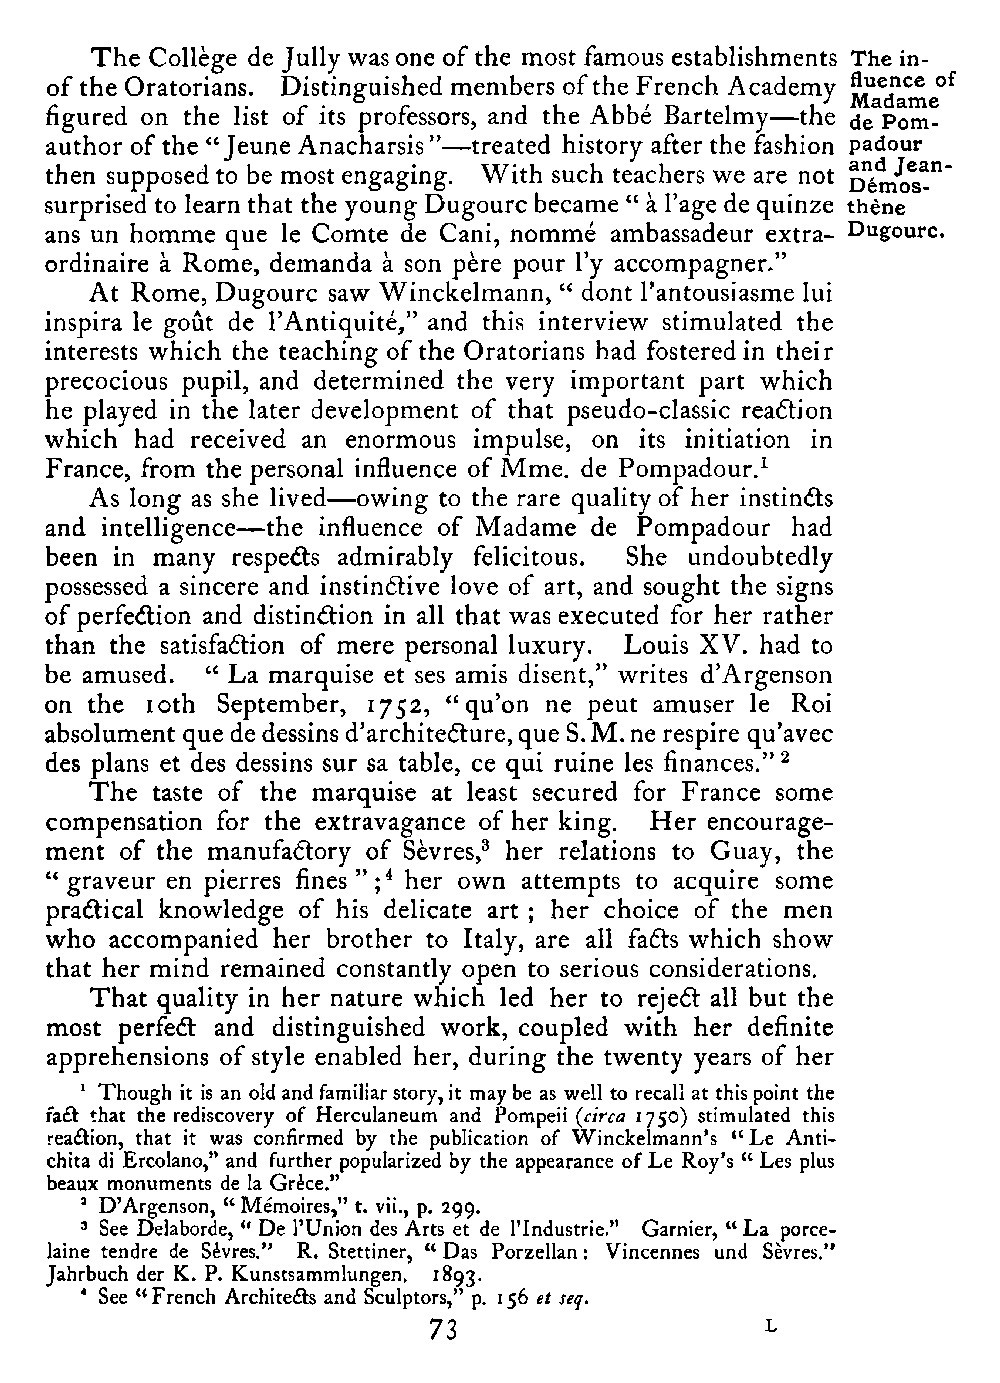 The Collège de Jully was one of the most famous establishments
of the Oratorians. Distinguished members of the French Academy
figured on the list of its professors, and the Abbé Bartelmy—the
author of the “Jeune Anacharsis”—treated history after the fashion
then supposed to be most engaging. With such teachers we are not
surprised to learn that the young Dugourc became “à l'age de quinze
ans un homme que le Comte de Cani, nommé ambassadeur extra-
ordinaire à Rome, demanda à son père pour l'y accompagner.”
The in-
fluence of
Madame
de Pom-
padour
and Jean-
Démos-
thène
Dugourc.
At Rome, Dugourc saw Winckelmann, “dont l'antousiasme lui
inspira le goût de l'Antiquité,” and this interview stimulated the
interests which the teaching of the Oratorians had fostered in their
precocious pupil, and determined the very important part which
he played in the later development of that pseudo-classic reaction
which had received an enormous impulse, on its initiation in
France, from the personal influence of Mme. de Pompadour.¹
As long as she lived—owing to the rare quality of her instincts
and intelligence—the influence of Madame de Pompadour had
been in many respects admirably felicitous. She undoubtedly
possessed a sincere and instinctive love of art, and sought the signs
of perfection and distinction in all that was executed for her rather
than the satisfaction of mere personal luxury. Louis XV. had to
be amused. “La marquise et ses amis disent,” writes d'Argenson
on the 10th September, 1752, “qu'on ne peut amuser le Roi
absolument que de dessins d'architecture, que S. M. ne respire qu'avec
des plans et des dessins sur sa table, ce qui ruine les finances.”²
The taste of the marquise at least secured for France some
compensation for the extravagance of her king. Her encourage-
ment of the manufactory of Sèvres,³ her relations to Guay, the
“graveur en pierres fines”;⁴ her own attempts to acquire some
practical knowledge of his delicate art; her choice of the men
who accompanied her brother to Italy, are all facts which show
that her mind remained constantly open to serious considerations.
That quality in her nature which led her to reject all but the
most perfect and distinguished work, coupled with her definite
apprehensions of style enabled her, during the twenty years of her
¹ Though it is an old and familiar story, it may be as well to recall at this point the
fact that the rediscovery of Herculaneum and Pompeii (circa 1750) stimulated this
reaction, that it was confirmed by the publication of Winckelmann's “Le Anti-
chita di Ercolano,” and further popularized by the appearance of Le Roy's “Les plus
beaux monuments de la Grèce.”
² D'Argenson, “Mémoires,” t. vii., p. 299.
³ See Delaborde, “De l'Union des Arts et de l'Industrie.” Garnier, “La porce-
laine tendre de Sèvres.” R. Stettiner, “Das Porzellan: Vincennes und Sèvres.”
Jahrbuch der K. P. Kunstsammlungen, 1893.
⁴ See “French Architects and Sculptors,” p. 156 et seq.
73 L